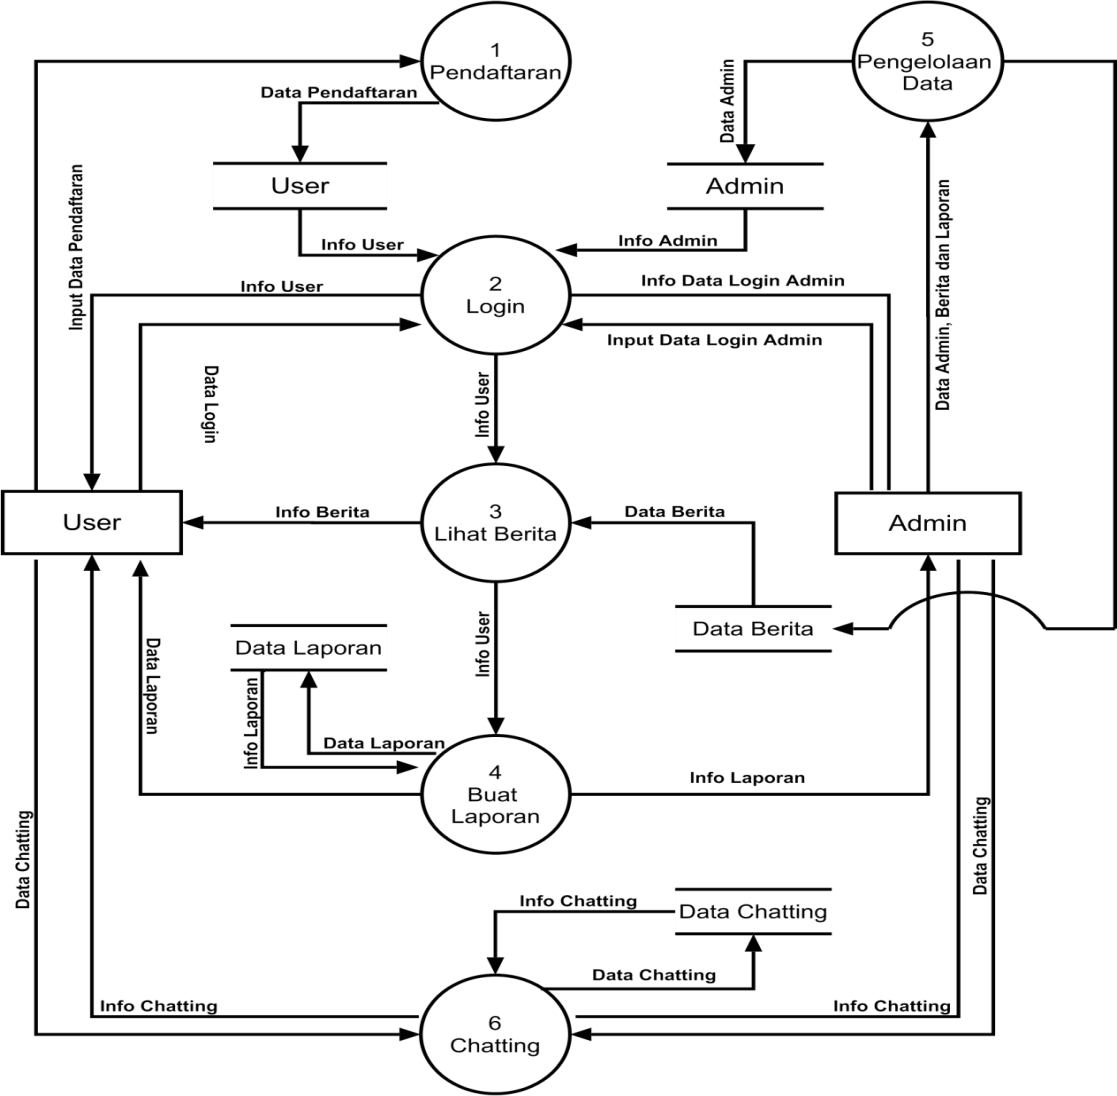 1
Pendaftaran
5
Pengelolaan
Data
Data Pendaftaran
Data Admin
User
Admin
Input Data Pendaftaran
Data Admin, Berita dan Laporan
Info User
Info Admin
2
Login
Info User
Info Data Login Admin
Input Data Login Admin
Data Login
Info User
User
Info Berita
3
Lihat Berita
Data Berita
Admin
Data Laporan
Data Berita
Info User
Data Laporan
Info Laporan
Data Laporan
4
Buat
Laporan
Info Laporan
Data Chatting
Data Chatting
Info Chatting
Data Chatting
Data Chatting
Info Chatting
Info Chatting
6
Chatting